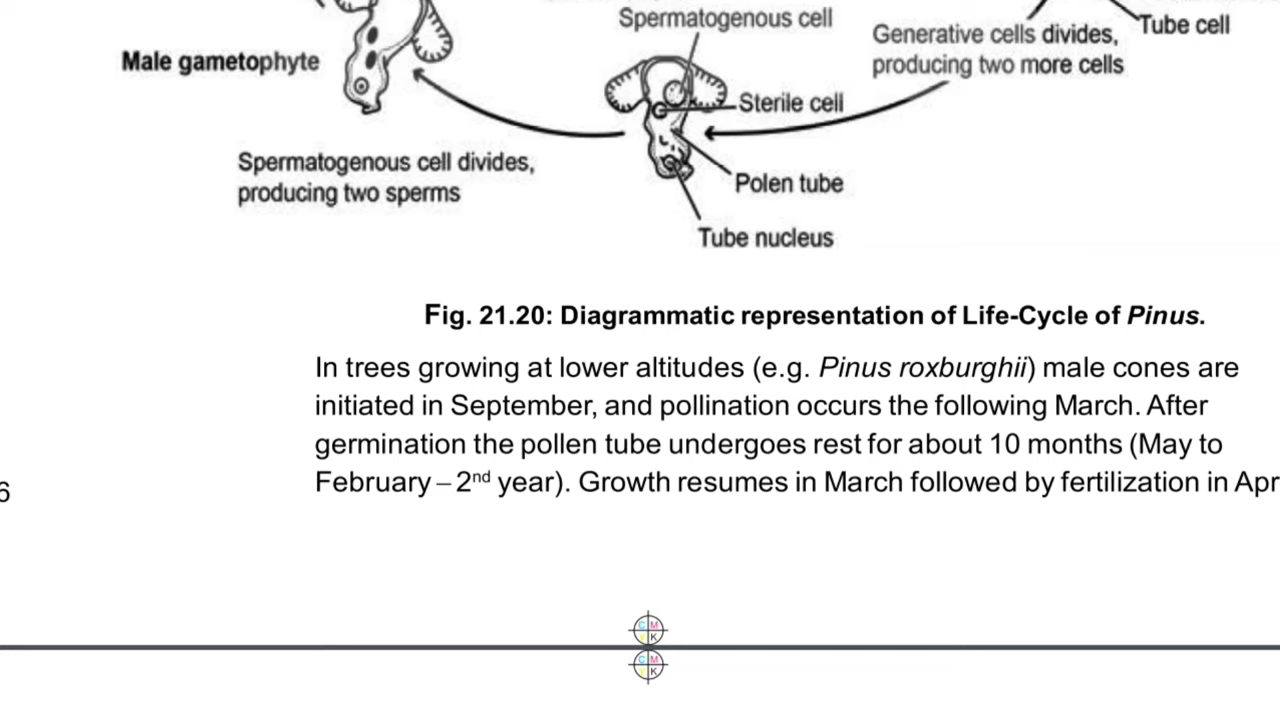 Spermatogenous cell
Tube cell
Generative cells divides,
producing two more cells
Male gametophyte
Sterile cell
Spermatogenous cell divides,
producing two sperms
Polen tube
Tube nucleus
Fig. 21.20: Diagrammatic representation of Life-Cycle of Pinus.
In trees growing at lower altitudes (e.g. Pinus roxburghii) male cones are
initiated in September, and pollination occurs the following March. After
germination the pollen tube undergoes rest for about 10 months (May to
February – 2nd year). Growth resumes in March followed by fertilization in Apr
6
C M
K
C M
K